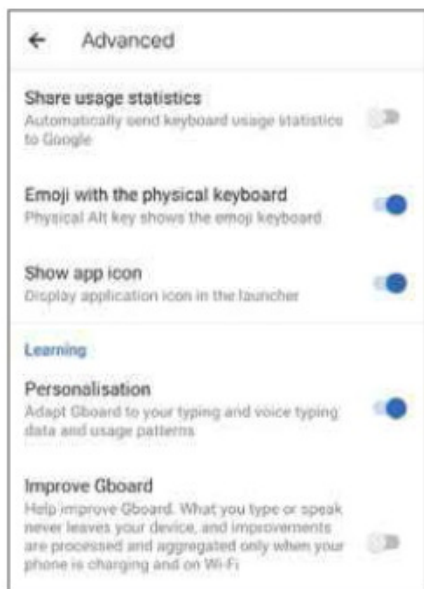 Advanced
Share usage statistics
Automatically send keyboard usage statistics
to Google
Emoji with the physical keyboard
Physical Alt key shows the emoji keyboard
Show app icon
Display application icon in the launcher
Learning
Personalisation
Adapt Gboard to your typing and voice typing
data and usage patterns
Improve Gboard
Help improve Gboard. What you type or speak
never leaves your device, and improvements
are processed and aggregated only when your
phone is charging and on Wi-Fi